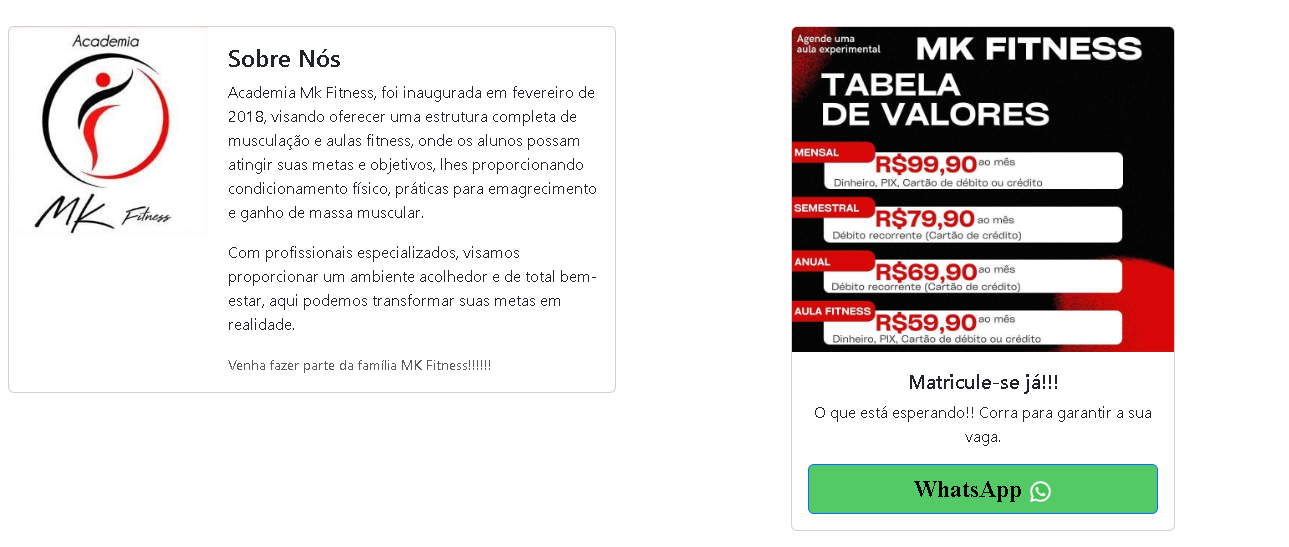 Academia
MK Fitness
Sobre Nós
Academia Mk Fitness, foi inaugurada em fevereiro de
2018, visando oferecer uma estrutura completa de
musculação e aulas fitness, onde os alunos possam
atingir suas metas e objetivos, lhes proporcionando
condicionamento físico, práticas para emagrecimento
e ganho de massa muscular.
Com profissionais especializados, visamos
proporcionar um ambiente acolhedor e de total bem-
estar, aqui podemos transformar suas metas em
realidade.
Venha fazer parte da família MK Fitness!!!!!!
Agende uma
aula experimental
MK FITNESS
TABELA
DE VALORES
MENSAL
R$99,90 ao mês
Dinheiro, PIX, Cartão de débito ou crédito
SEMESTRAL
R$79,90 ao mês
Débito recorrente (Cartão de crédito)
ANUAL
R$69,90 ao mês
Débito recorrente (Cartão de crédito)
AULA FITNESS
R$59,90 ao mês
Dinheiro, PIX, Cartão de débito ou crédito
Matricule-se já!!!
O que está esperando!! Corra para garantir a sua
vaga.
WhatsApp